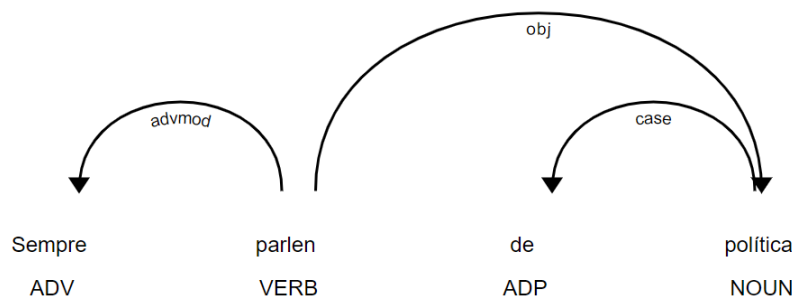 obj
advmod case
Sempre parlen de política
ADV VERB ADP NOUN